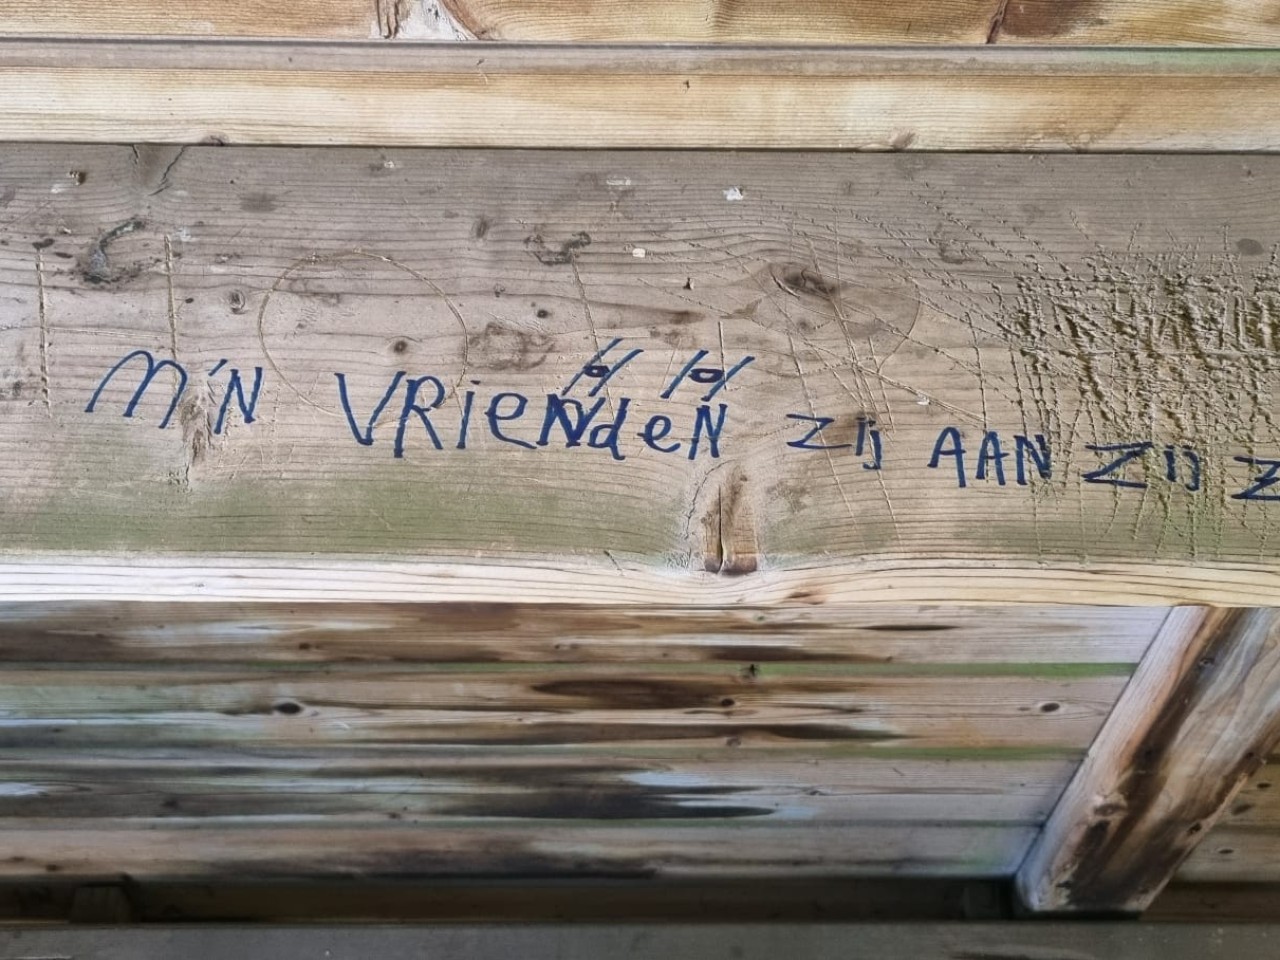 M'N VRieNdeN zij AAN Zij z
% %